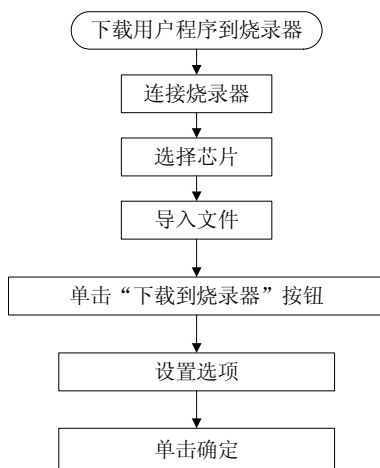 下载用户程序到烧录器
连接烧录器
选择芯片
导入文件
单击“下载到烧录器”按钮
设置选项
单击确定